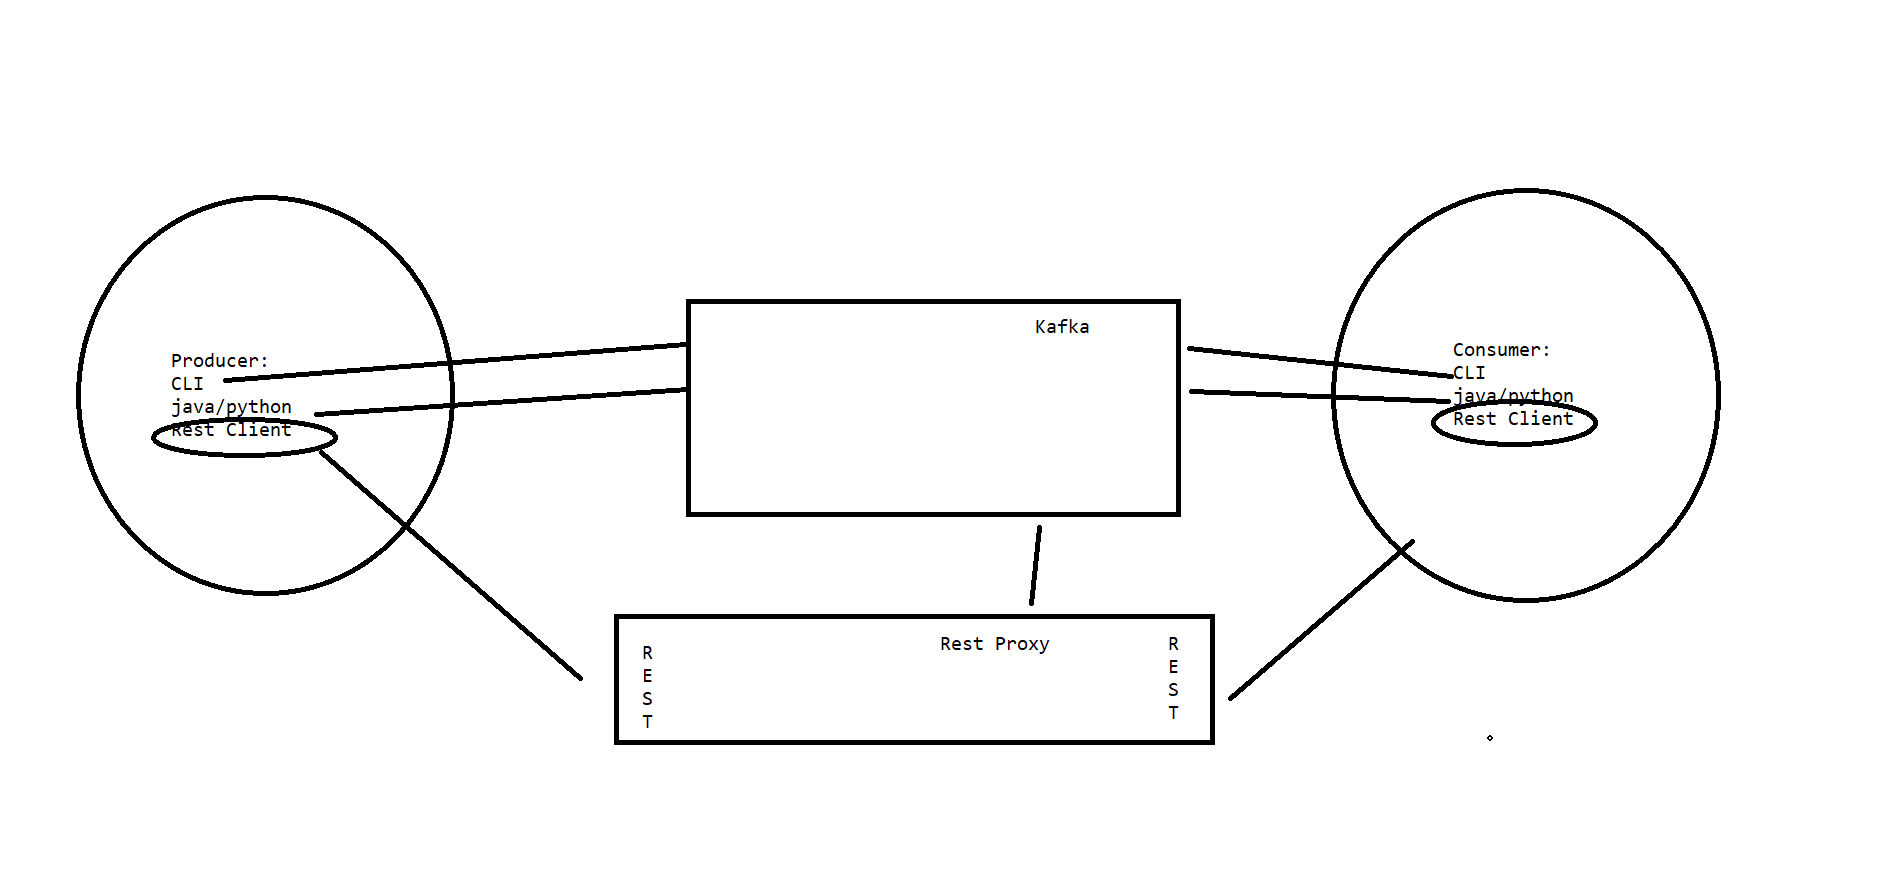 Producer:
CLI
java/python
Rest Client
Kafka
Consumer:
CLI
java/python
Rest Client
Rest Proxy
R
E
S
T
R
E
S
T